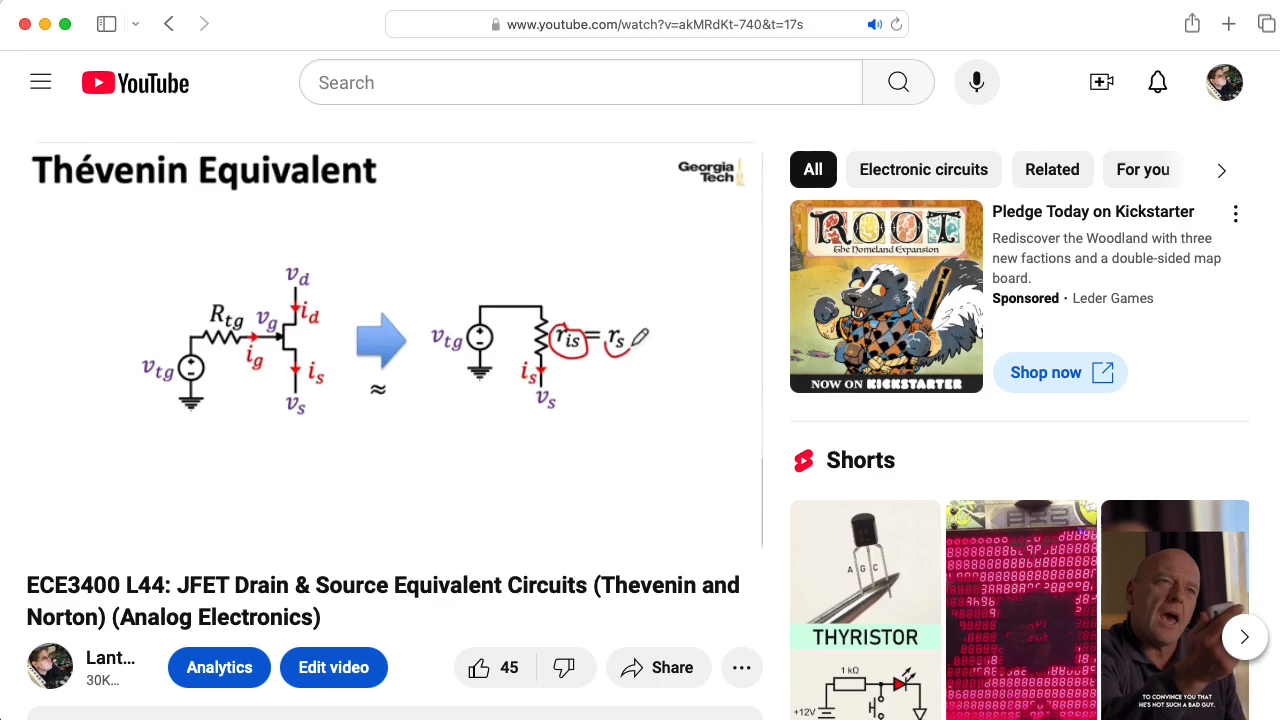 www.youtube.com/watch?v=akMRdKt-740&t=17s
YouTube
Search
Thévenin Equivalent
Georgia Tech
v_d
R_tg v_g i_d
v_tg i_g i_s
v_s
≈
v_tg r_is = r_s
i_s
v_s
ECE3400 L44: JFET Drain & Source Equivalent Circuits (Thevenin and
Norton) (Analog Electronics)
Lant...
30K...
Analytics
Edit video
45
Share
All
Electronic circuits
Related
For you
ROOT
The Homeland Expansion
NOW ON KICKSTARTER
Pledge Today on Kickstarter
Rediscover the Woodland with three
new factions and a double-sided map
board.
Sponsored · Leder Games
Shop now
Shorts
A G C
THYRISTOR
1 kΩ
+12V
TO CONVINCE YOU THAT
HE'S NOT SUCH A BAD GUY.